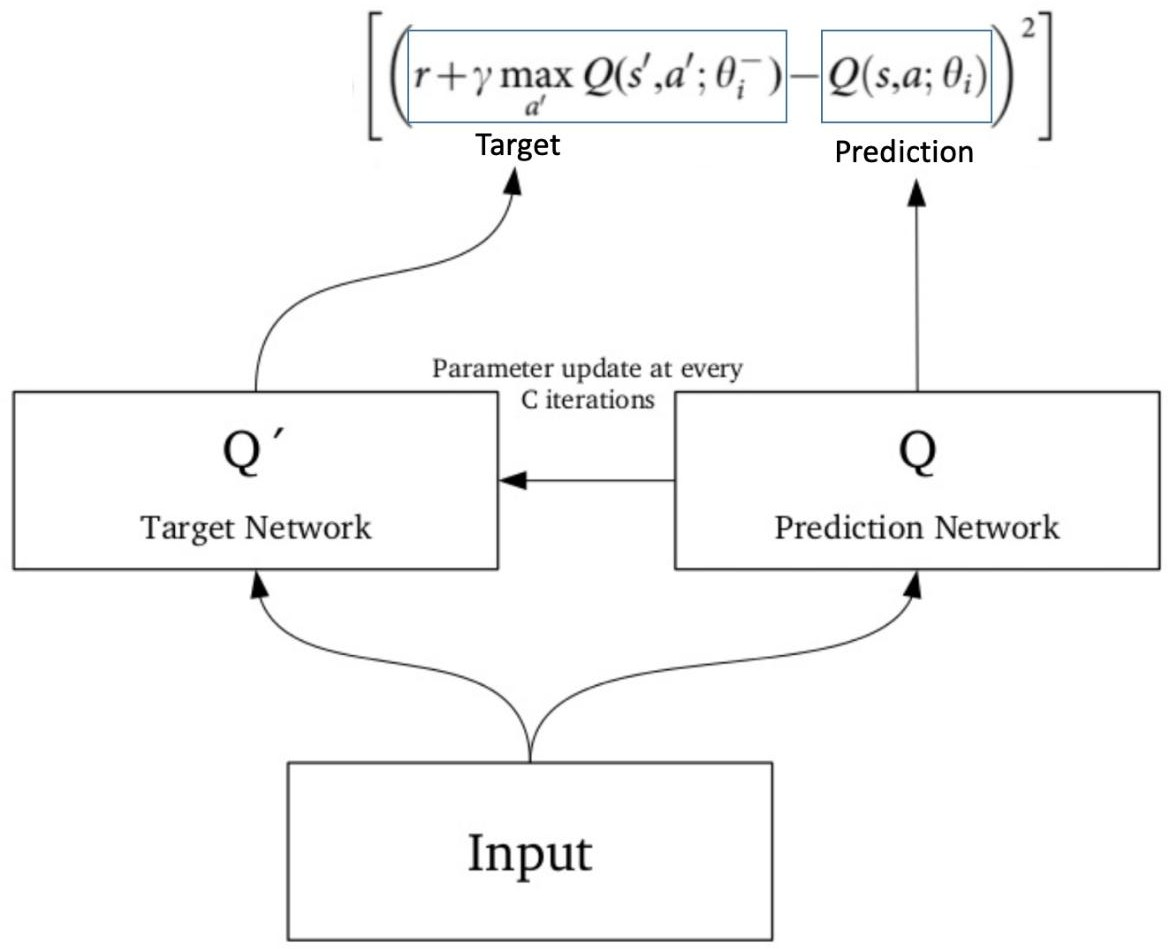 [(r + γ max_{a′} Q(s′,a′; θ_i^−) − Q(s,a; θ_i))^2]
Target
Prediction
Parameter update at every
C iterations
Q′
Target Network
Q
Prediction Network
Input